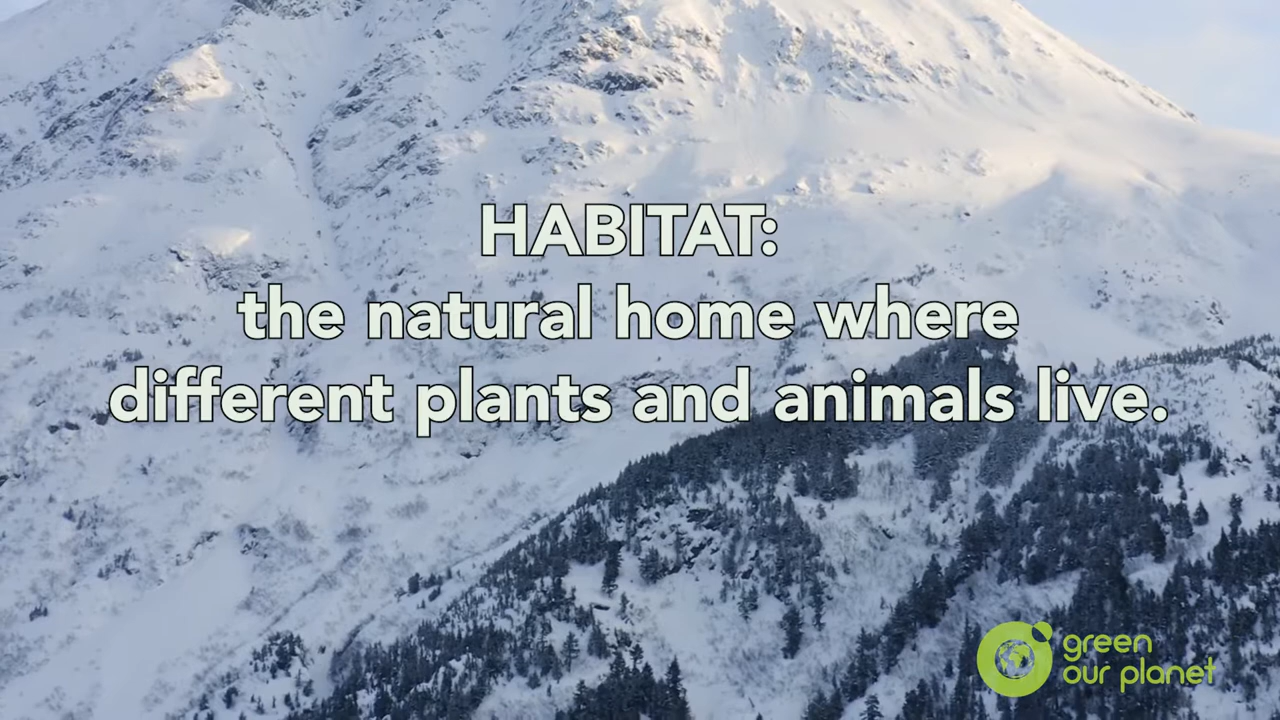 HABITAT:
the natural home where
different plants and animals live.
green
our planet